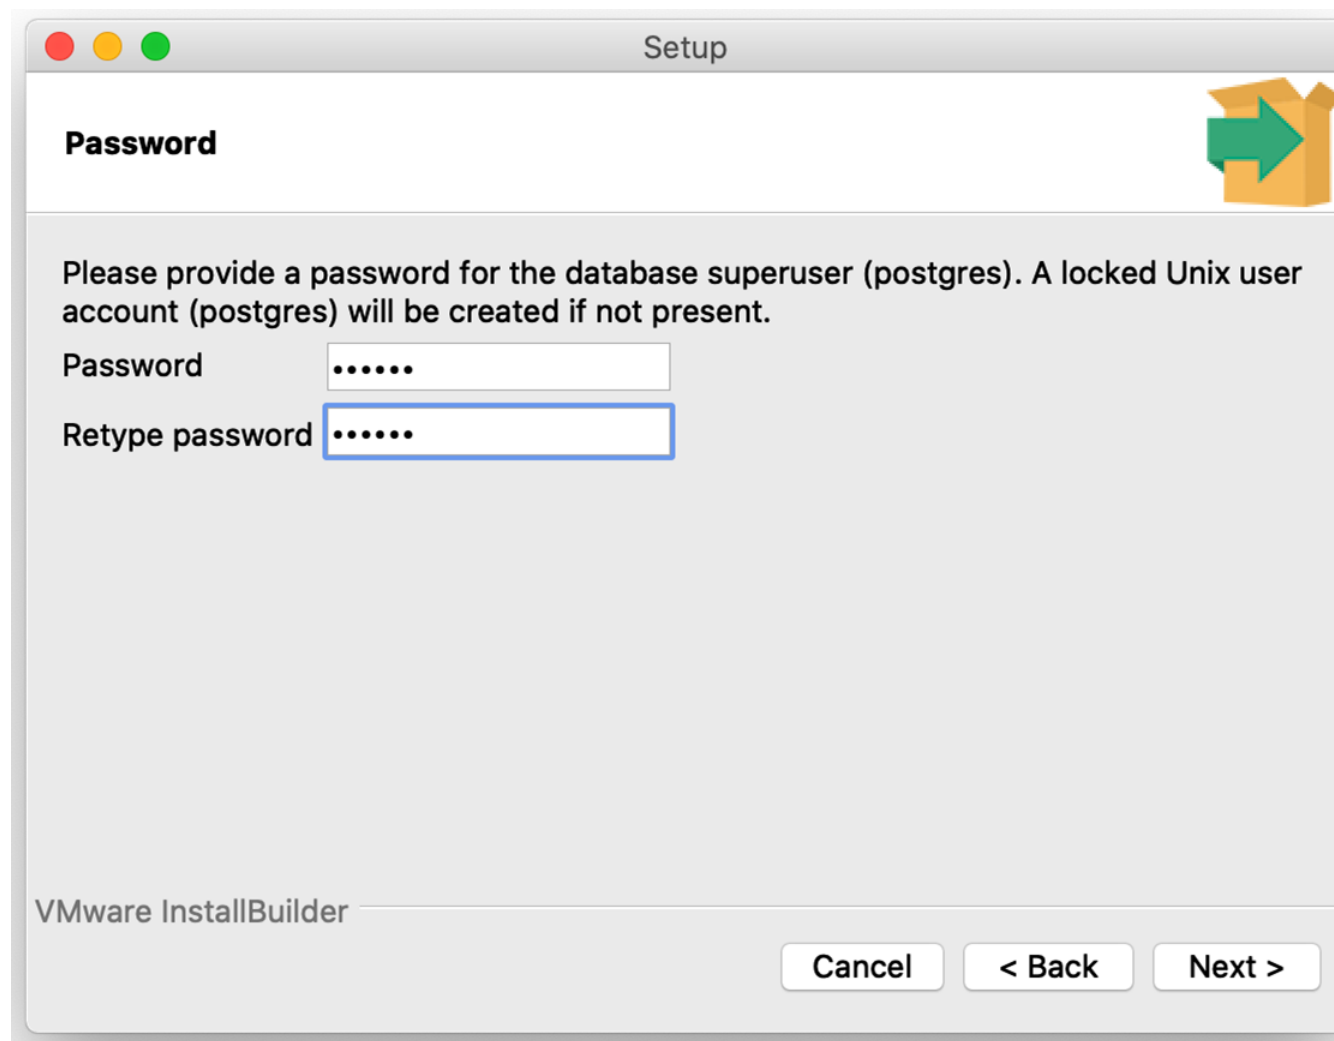 Setup
Password
Please provide a password for the database superuser (postgres). A locked Unix user
account (postgres) will be created if not present.
Password ••••••
Retype password ••••••
VMware InstallBuilder
Cancel < Back Next >